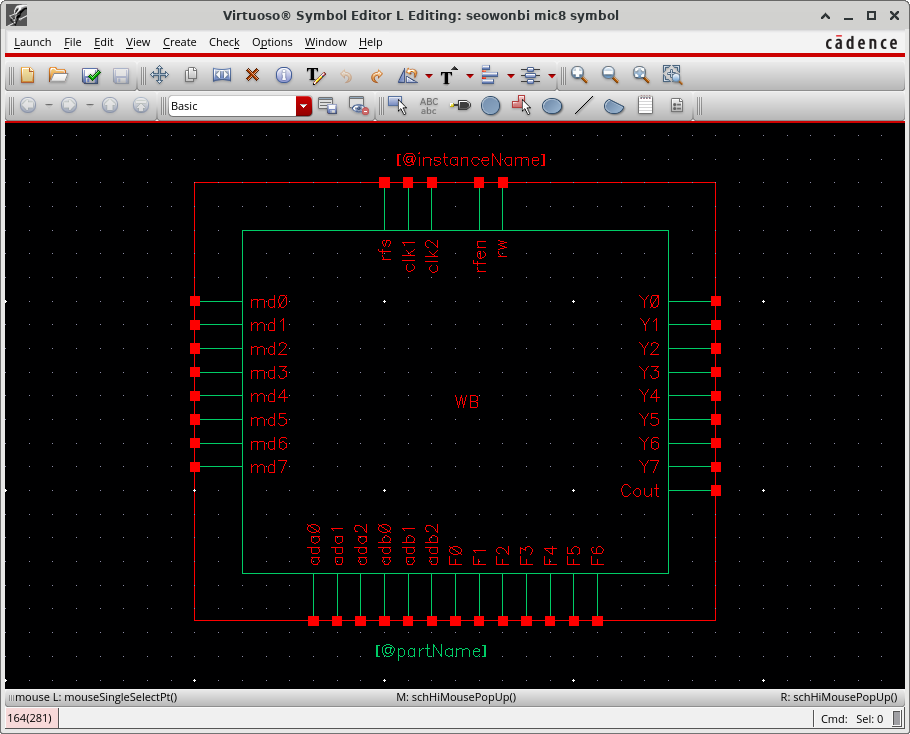 Virtuoso® Symbol Editor L Editing: seowonbi mic8 symbol
Launch File Edit View Create Check Options Window Help
cādence
Basic
ABC
abc
[@instanceName]
rfs clk1 clk2 rfen rw
md0 Y0
md1 Y1
md2 Y2
md3 Y3
md4 Y4
WB
md5 Y5
md6 Y6
md7 Y7
Cout
ada0 ada1 ada2 adb0 adb1 adb2 F0 F1 F2 F3 F4 F5 F6
[@partName]
mouse L: mouseSingleSelectPt() M: schHiMousePopUp() R: schHiMousePopUp()
164(281) Cmd: Sel: 0